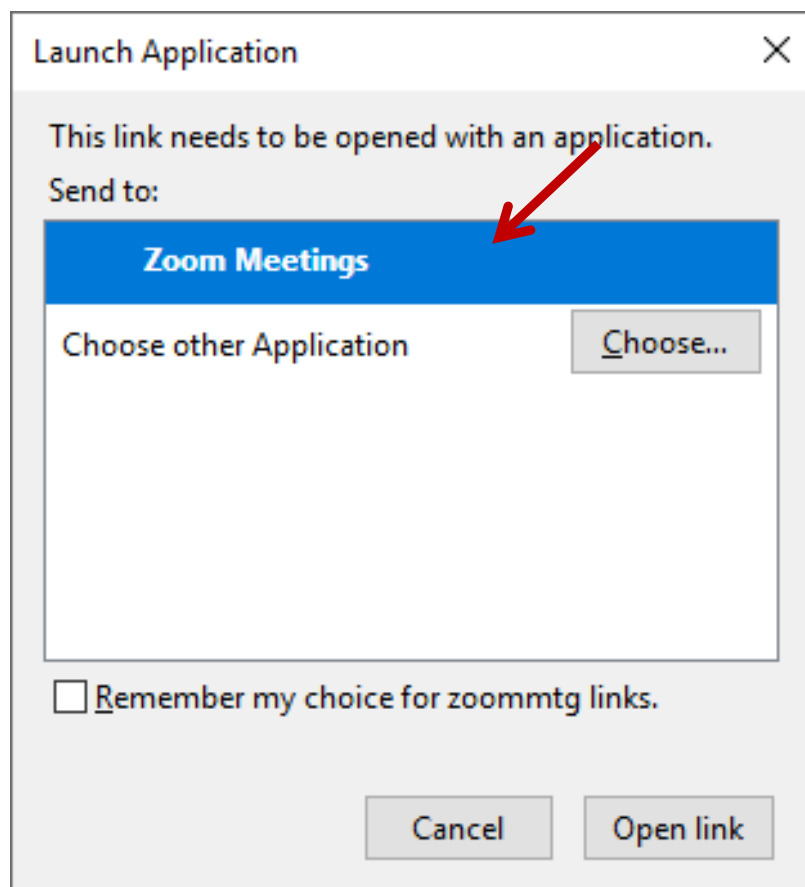 Launch Application
This link needs to be opened with an application.
Send to:
Zoom Meetings
Choose other Application
Choose...
Remember my choice for zoommtg links.
Cancel
Open link